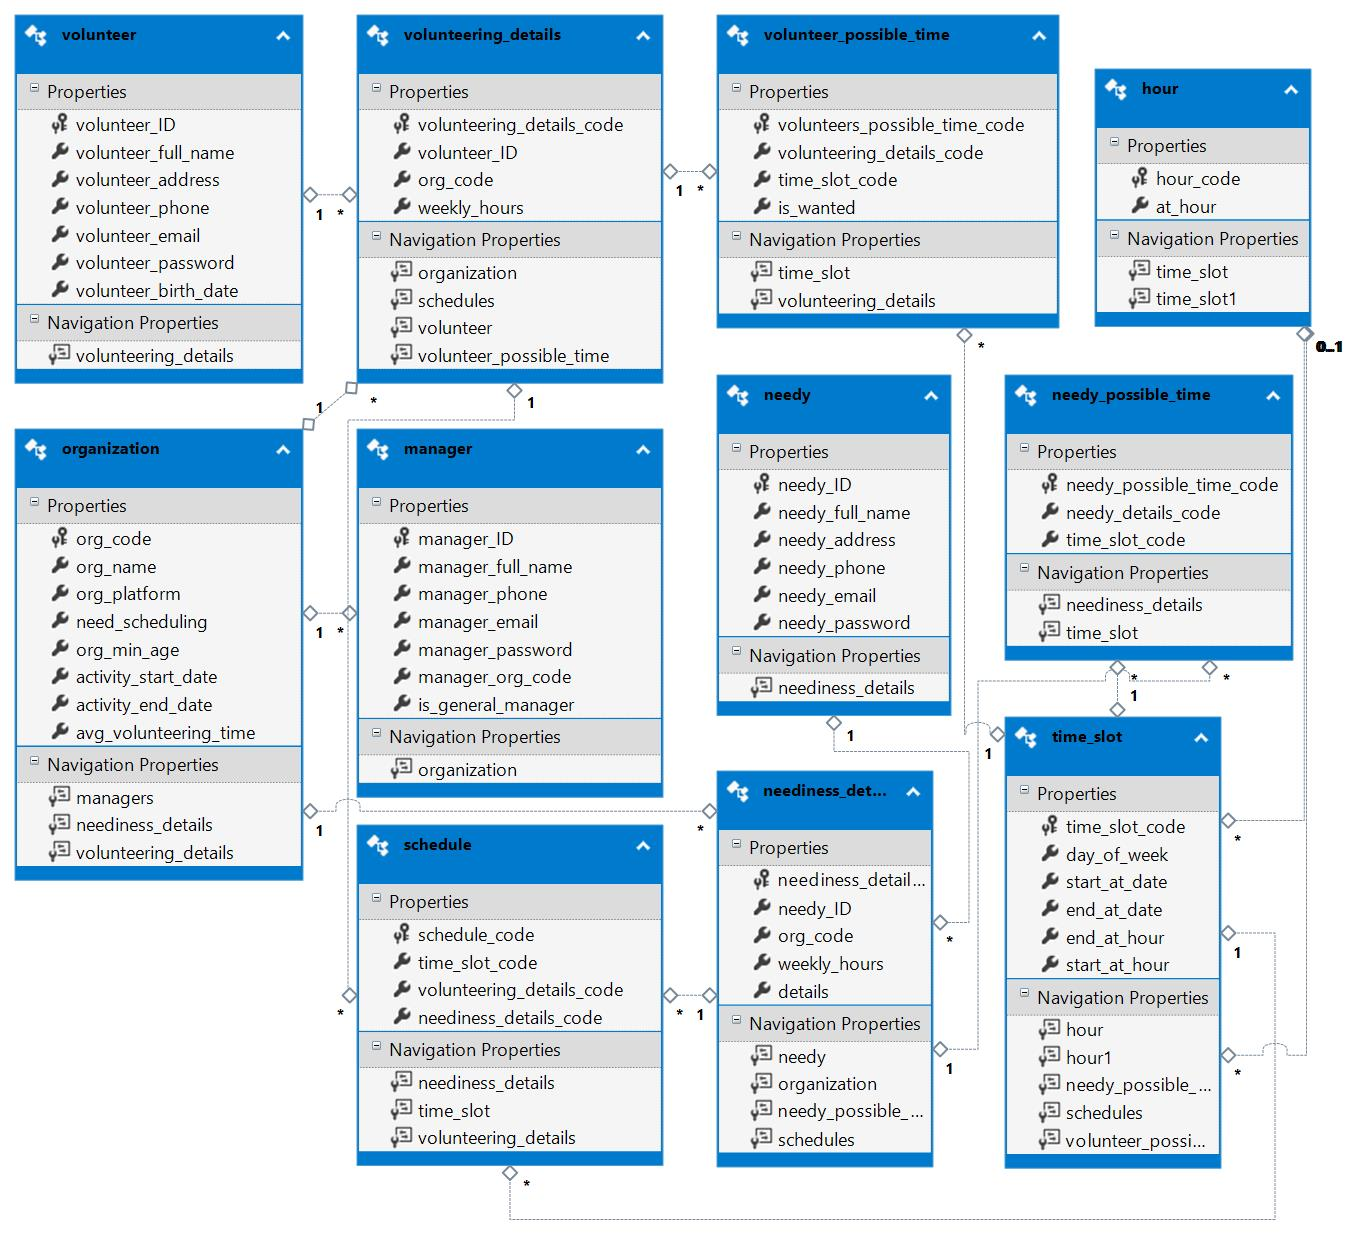 volunteer
Properties
volunteer_ID
volunteer_full_name
volunteer_address
volunteer_phone
volunteer_email
volunteer_password
volunteer_birth_date
Navigation Properties
volunteering_details
1 *
volunteering_details
Properties
volunteering_details_code
volunteer_ID
org_code
weekly_hours
Navigation Properties
organization
schedules
volunteer
volunteer_possible_time
1 *
volunteer_possible_time
Properties
volunteers_possible_time_code
volunteering_details_code
time_slot_code
is_wanted
Navigation Properties
time_slot
volunteering_details
*
hour
Properties
hour_code
at_hour
Navigation Properties
time_slot
time_slot1
0..1
1 *
1
organization
Properties
org_code
org_name
org_platform
need_scheduling
org_min_age
activity_start_date
activity_end_date
avg_volunteering_time
Navigation Properties
managers
neediness_details
volunteering_details
1 *
1
manager
Properties
manager_ID
manager_full_name
manager_phone
manager_email
manager_password
manager_org_code
is_general_manager
Navigation Properties
organization
needy
Properties
needy_ID
needy_full_name
needy_address
needy_phone
needy_email
needy_password
Navigation Properties
neediness_details
1
needy_possible_time
Properties
needy_possible_time_code
needy_details_code
time_slot_code
Navigation Properties
neediness_details
time_slot
* *
1
1
*
schedule
Properties
schedule_code
time_slot_code
volunteering_details_code
neediness_details_code
Navigation Properties
neediness_details
time_slot
volunteering_details
*
* 1
*
neediness_det...
Properties
neediness_detail...
needy_ID
org_code
weekly_hours
details
Navigation Properties
needy
organization
needy_possible_...
schedules
*
1
time_slot
Properties
time_slot_code
day_of_week
start_at_date
end_at_date
end_at_hour
start_at_hour
Navigation Properties
hour
hour1
needy_possible_...
schedules
volunteer_possi...
*
1
*